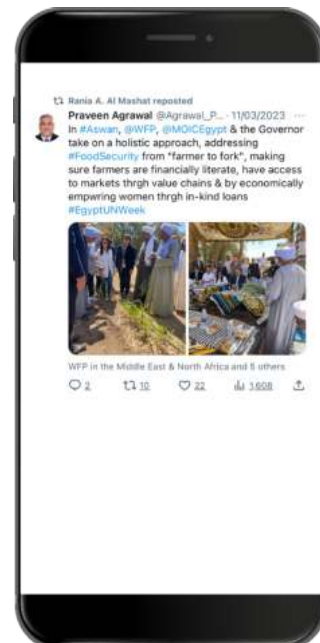 Rania A. Al Mashat reposted
Praveen Agrawal @Agrawal_P... · 11/03/2023 ...
In #Aswan, @WFP, @MOICEgypt & the Governor
take on a holistic approach, addressing
#FoodSecurity from "farmer to fork", making
sure farmers are financially literate, have access
to markets thrgh value chains & by economically
empwring women thrgh in-kind loans
#EgyptUNWeek
WFP in the Middle East & North Africa and 5 others
2 10 22 1,608